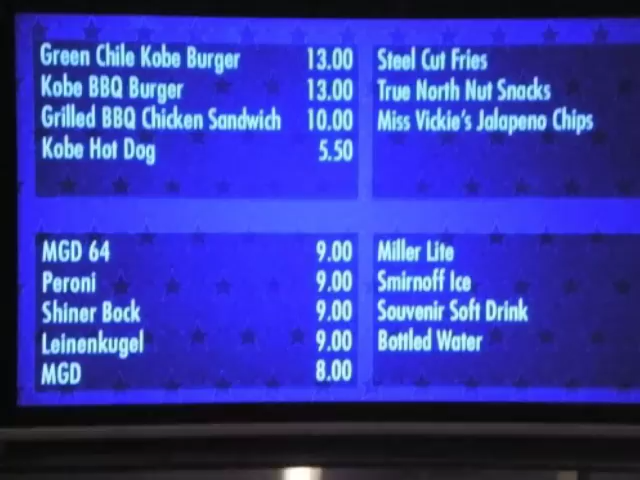 Green Chile Kobe Burger 13.00
Kobe BBQ Burger 13.00
Grilled BBQ Chicken Sandwich 10.00
Kobe Hot Dog 5.50
Steel Cut Fries
True North Nut Snacks
Miss Vickie's Jalapeno Chips
MGD 64 9.00
Peroni 9.00
Shiner Bock 9.00
Leinenkugel 9.00
MGD 8.00
Miller Lite
Smirnoff Ice
Souvenir Soft Drink
Bottled Water